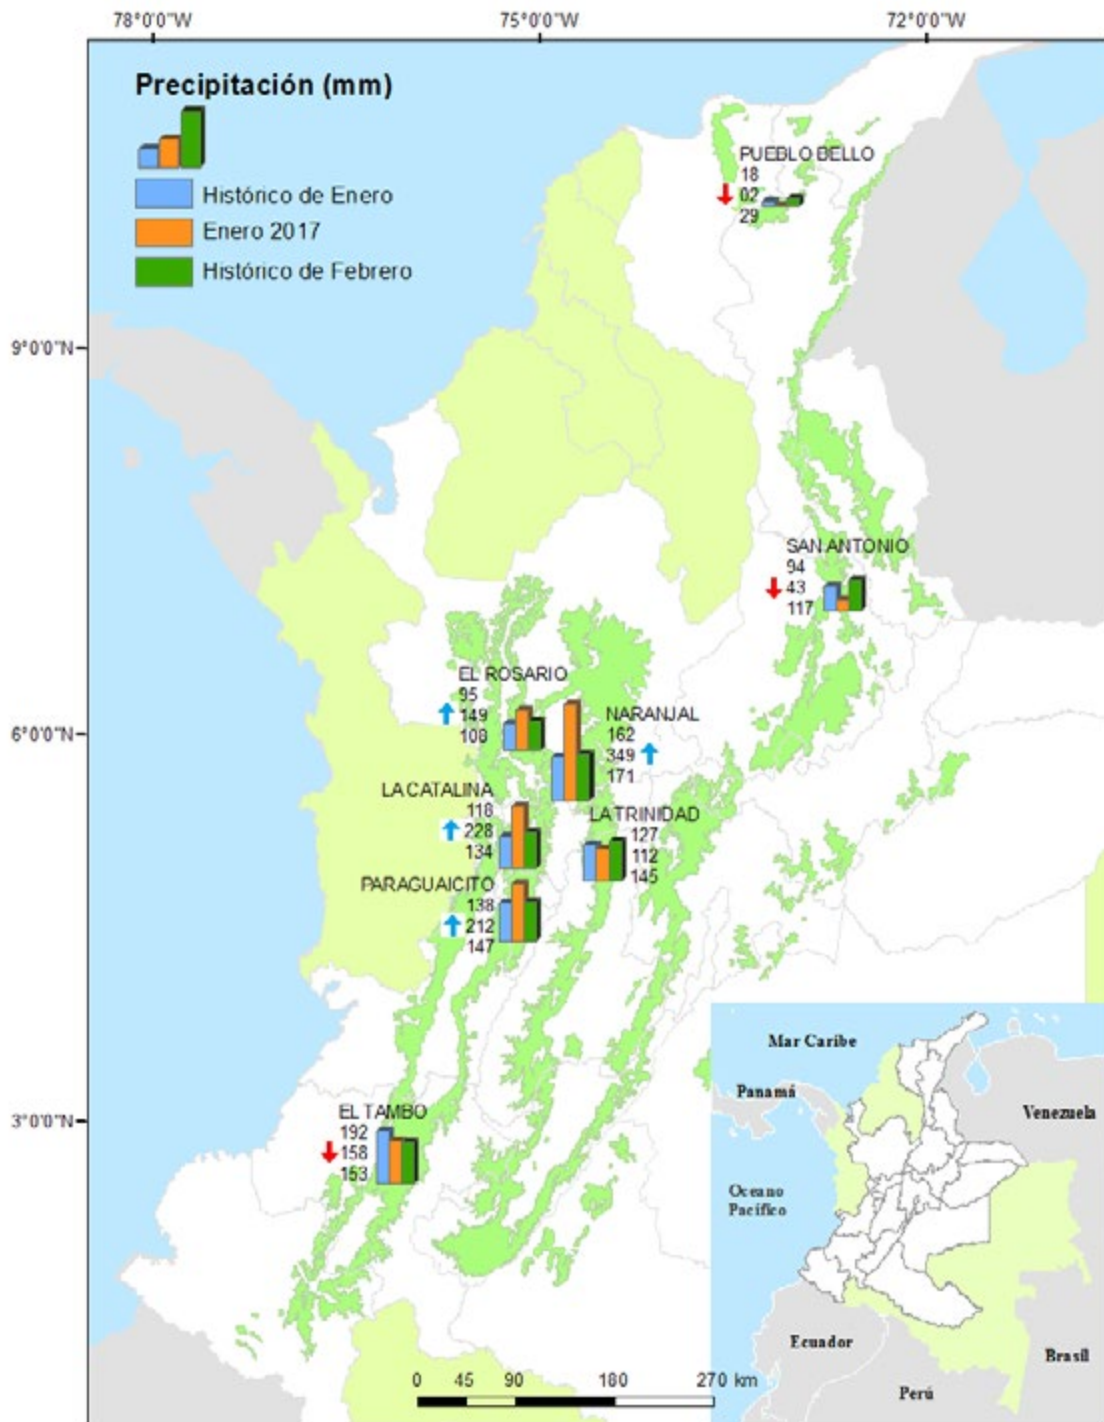 78°0'0"W
75°0'0"W
72°0'0"W
Precipitación (mm)
Histórico de Enero
Enero 2017
Histórico de Febrero
PUEBLO BELLO
18
02
29
9°0'0"N
SAN ANTONIO
94
43
117
EL ROSARIO
95
149
108
6°0'0"N
NARANJAL
162
349
171
LA CATALINA
118
228
134
LA TRINIDAD
127
112
145
PARAGUAICITO
138
212
147
3°0'0"N
EL TAMBO
192
158
153
Mar Caribe
Panamá
Venezuela
Oceano
Pacífico
Ecuador
Brasíl
Perú
0 45 90 180 270 km